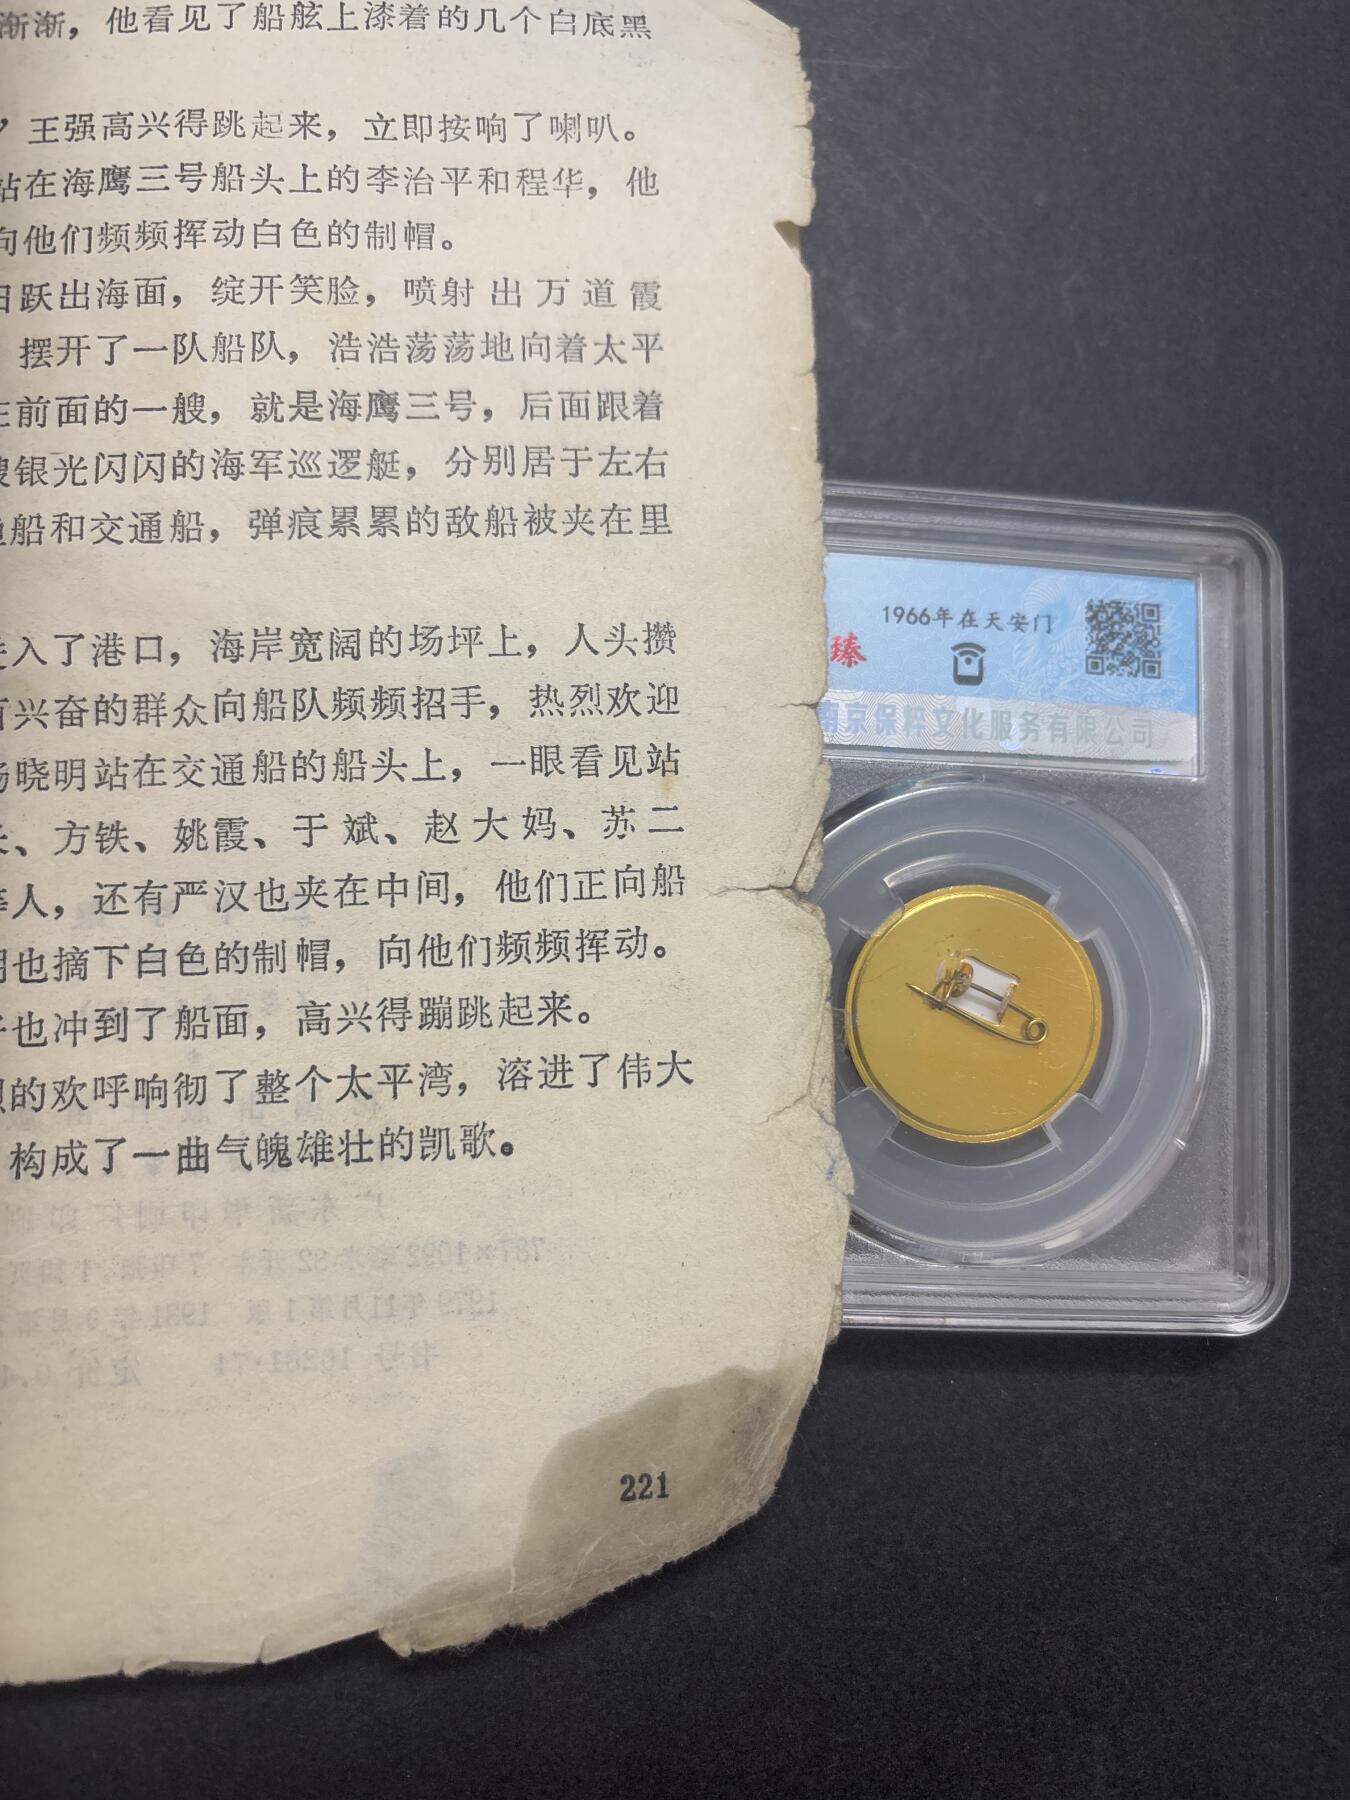 渐渐，他看见了船舷上漆着的几个白底黑
”王强高兴得跳起来，立即按响了喇叭。
站在海鹰三号船头上的李治平和程华，他
向他们频频挥动白色的制帽。
日跃出海面，绽开笑脸，喷射出万道霞
摆开了一队船队，浩浩荡荡地向着太平
在前面的一艘，就是海鹰三号，后面跟着
艘银光闪闪的海军巡逻艇，分别居于左右
渔船和交通船，弹痕累累的敌船被夹在里
进入了港口，海岸宽阔的场坪上，人头攒
百兴奋的群众向船队频频招手，热烈欢迎
杨晓明站在交通船的船头上，一眼看见站
长、方铁、姚霞、于斌、赵大妈、苏二
等人，还有严汉也夹在中间，他们正向船
明也摘下白色的制帽，向他们频频挥动。
子也冲到了船面，高兴得蹦跳起来。
烈的欢呼响彻了整个太平湾，溶进了伟大
构成了一曲气魄雄壮的凯歌。
221
1966年在天安门
臻
南京保粹文化服务有限公司